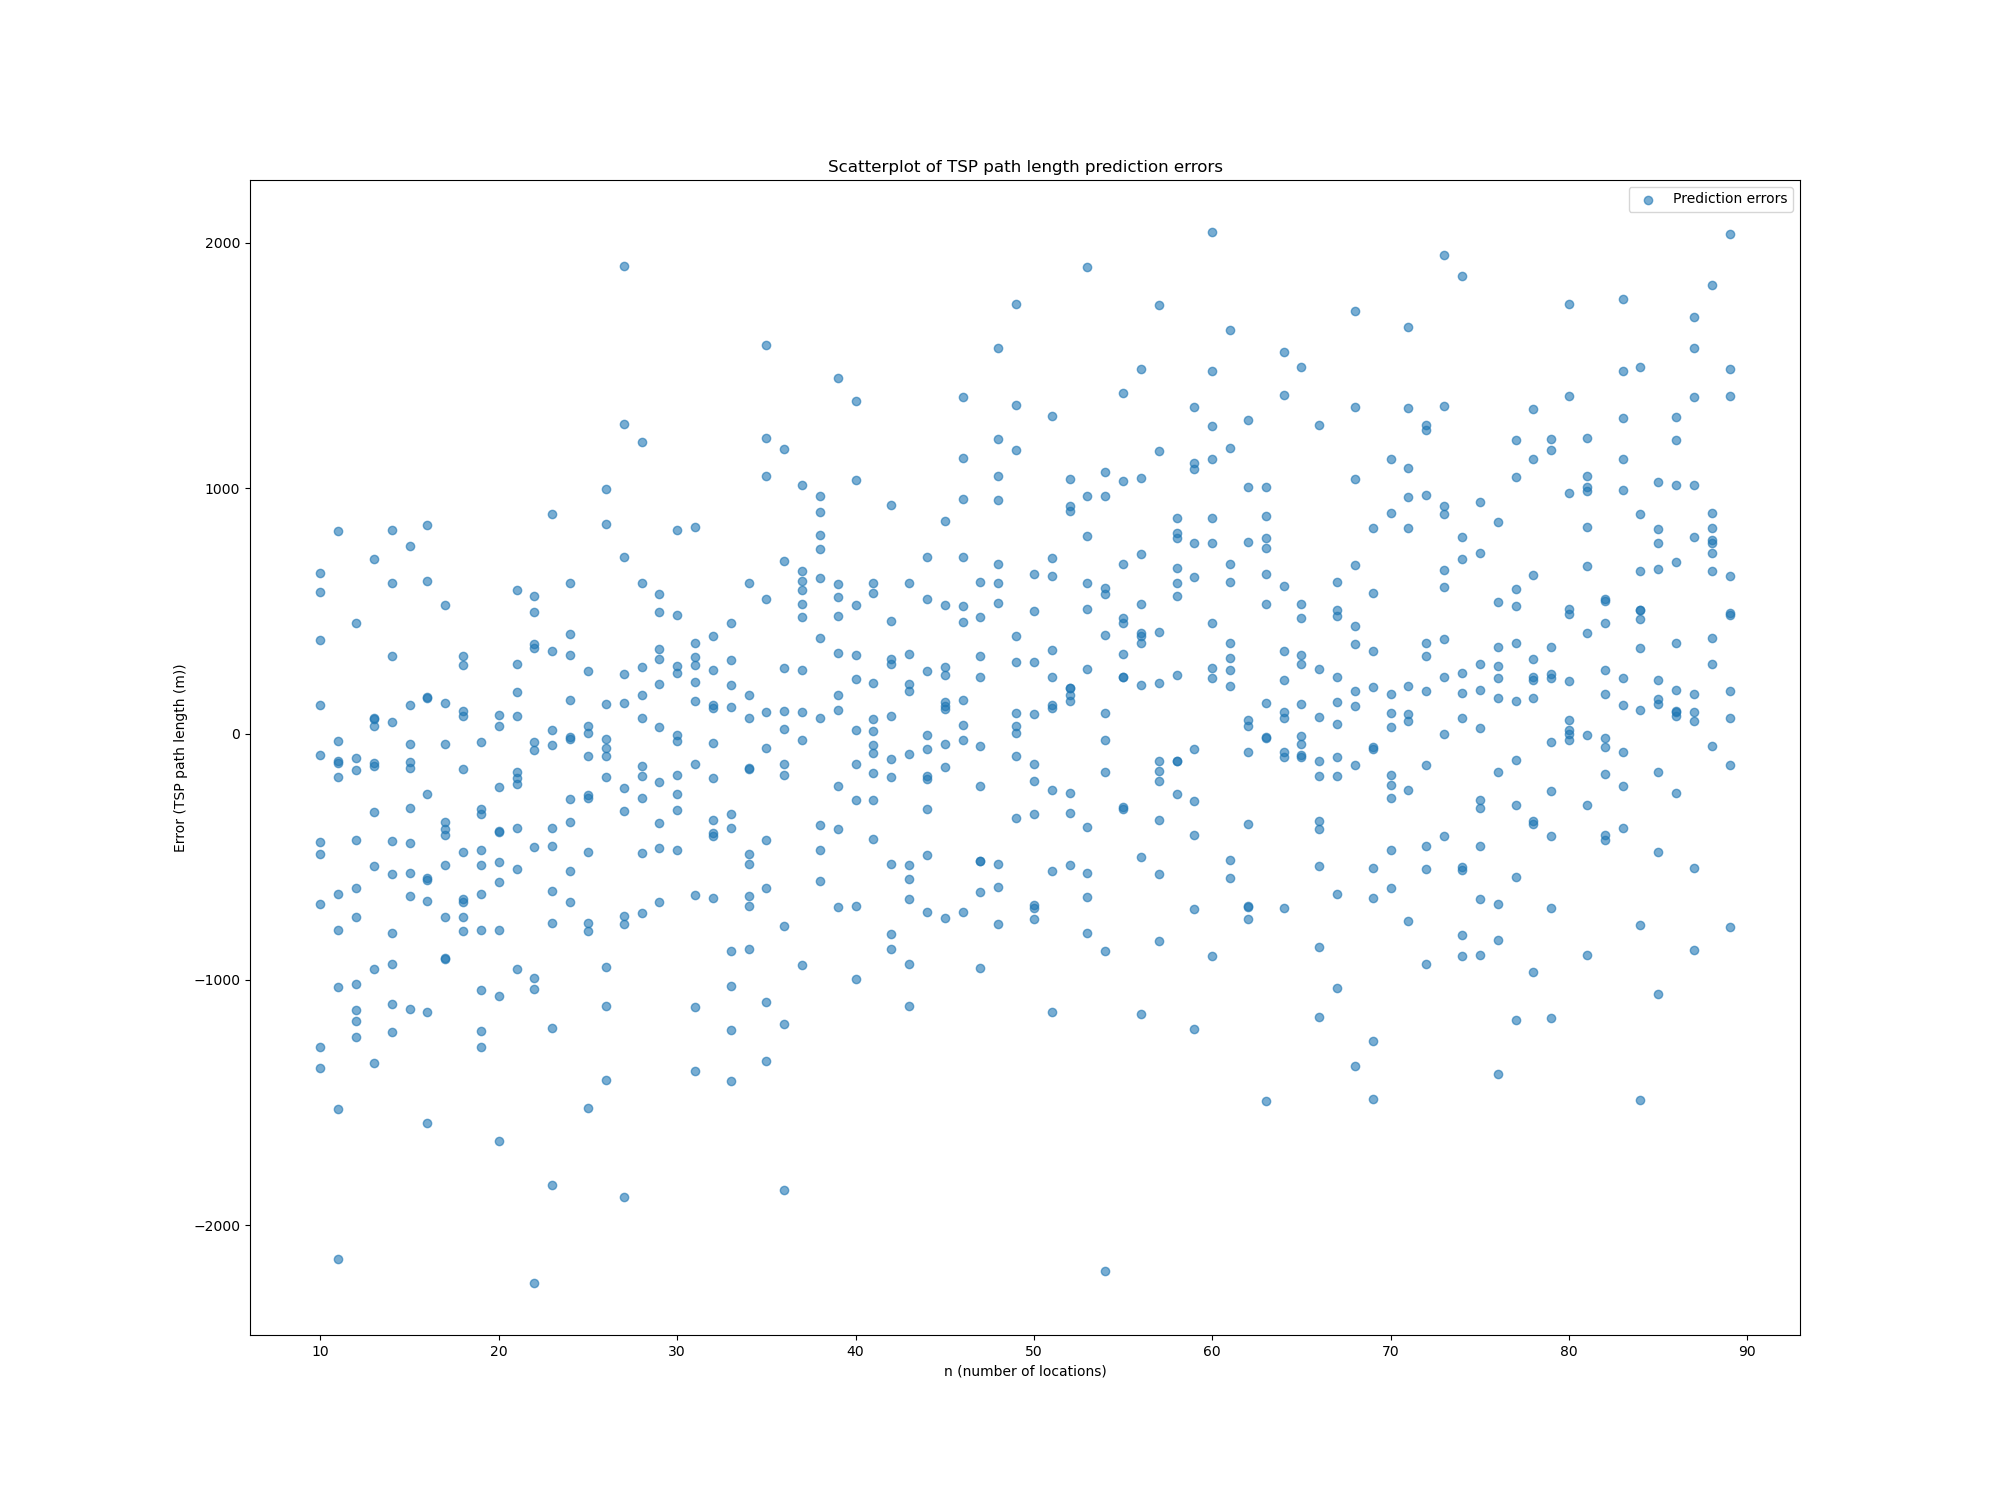 Scatterplot of TSP path length prediction errors
Prediction errors
2000
1000
0
−1000
−2000
Error (TSP path length (m))
10 20 30 40 50 60 70 80 90
n (number of locations)